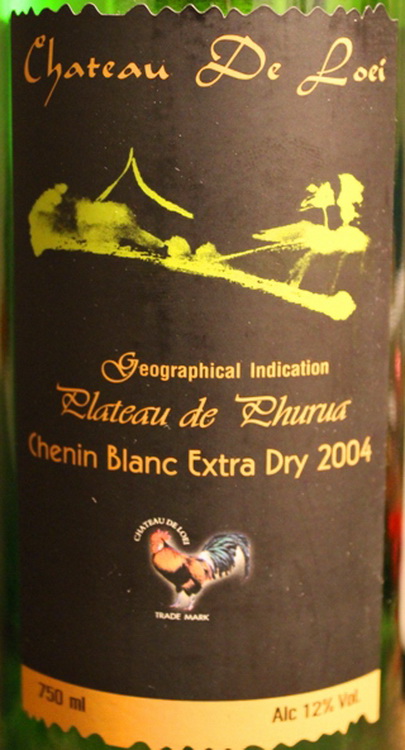 Chateau De Loei
Geographical Indication
Plateau de Phurua
Chenin Blanc Extra Dry 2004
CHATEAU DE LOEI
TRADE MARK
750 ml
Alc 12% Vol.